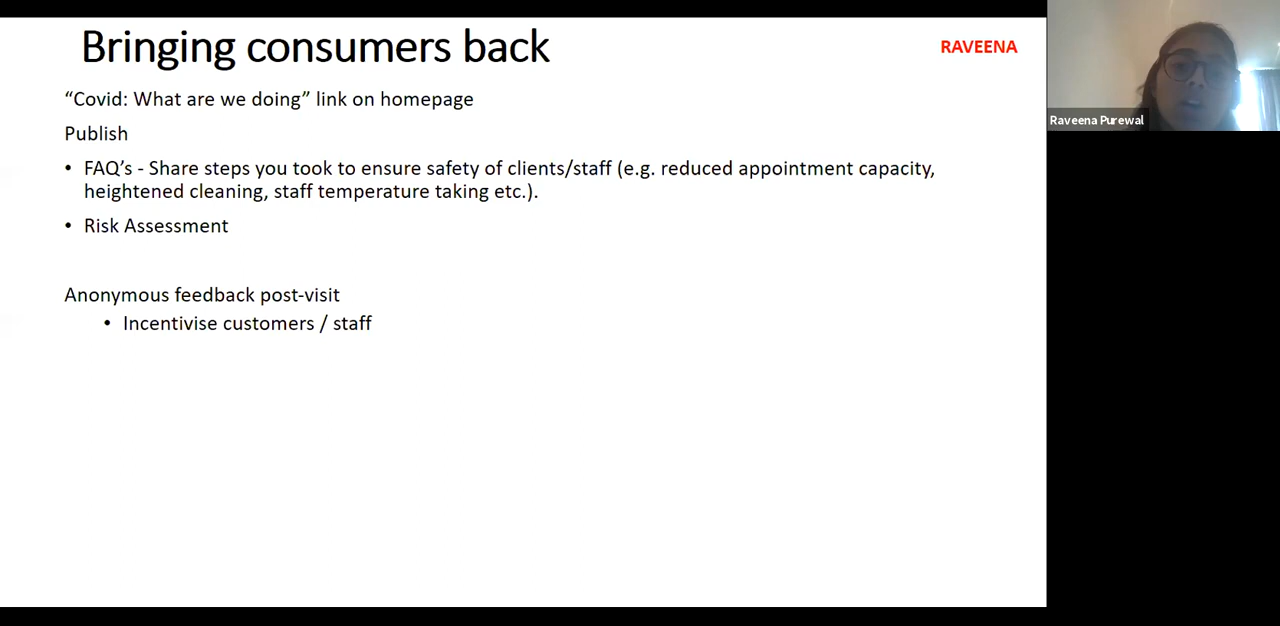 Bringing consumers back
RAVEENA
“Covid: What are we doing” link on homepage
Publish
• FAQ’s - Share steps you took to ensure safety of clients/staff (e.g. reduced appointment capacity,
heightened cleaning, staff temperature taking etc.).
• Risk Assessment
Anonymous feedback post-visit
• Incentivise customers / staff
Raveena Purewal